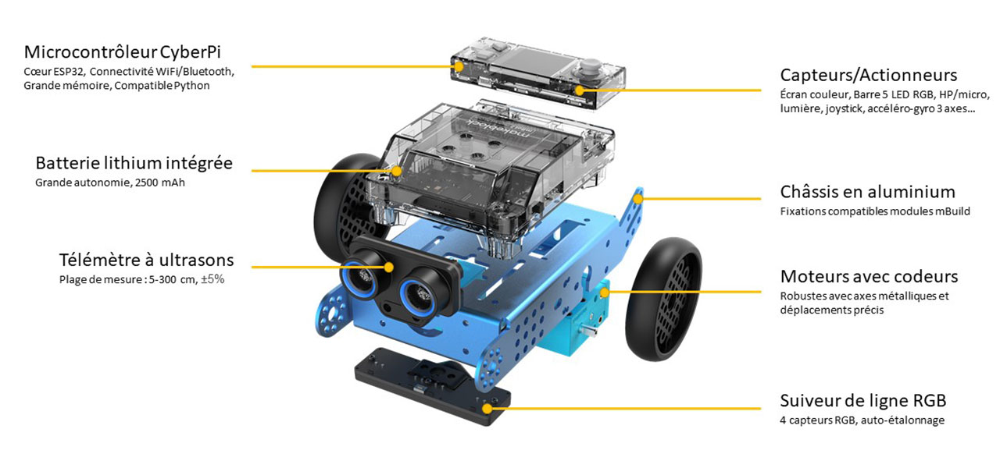 Microcontrôleur CyberPi
Cœur ESP32, Connectivité WiFi/Bluetooth,
Grande mémoire, Compatible Python
Capteurs/Actionneurs
Écran couleur, Barre 5 LED RGB, HP/micro,
lumière, joystick, accéléro-gyro 3 axes...
makeblock
Batterie lithium intégrée
Grande autonomie, 2500 mAh
Châssis en aluminium
Fixations compatibles modules mBuild
Télémètre à ultrasons
Plage de mesure : 5-300 cm, ±5%
Moteurs avec codeurs
Robustes avec axes métalliques et
déplacements précis
Suiveur de ligne RGB
4 capteurs RGB, auto-étalonnage